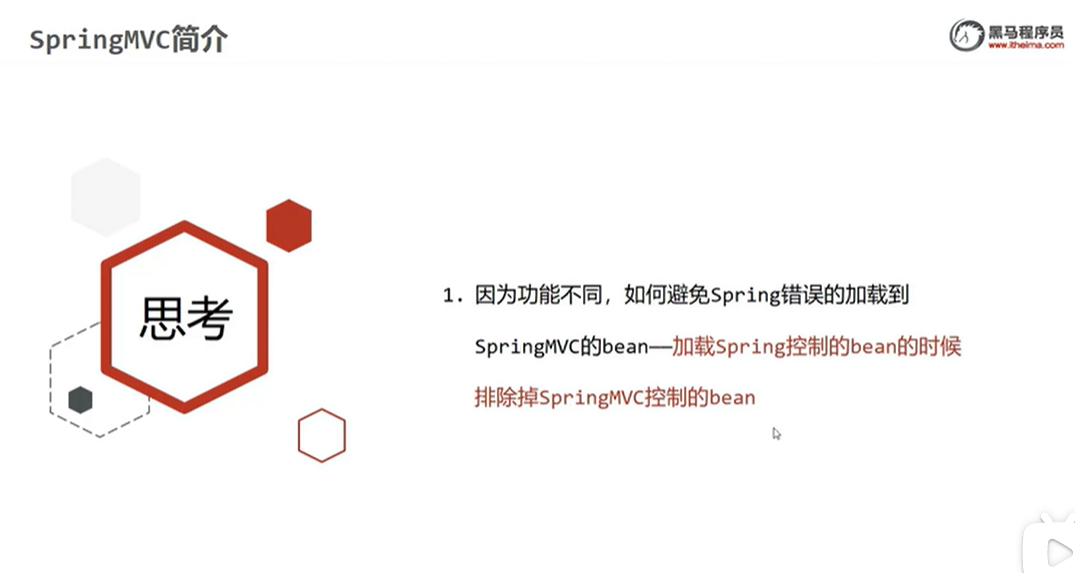 SpringMVC简介
黑马程序员
www.itheima.com
思考
1. 因为功能不同，如何避免Spring错误的加载到
SpringMVC的bean——加载Spring控制的bean的时候
排除掉SpringMVC控制的bean